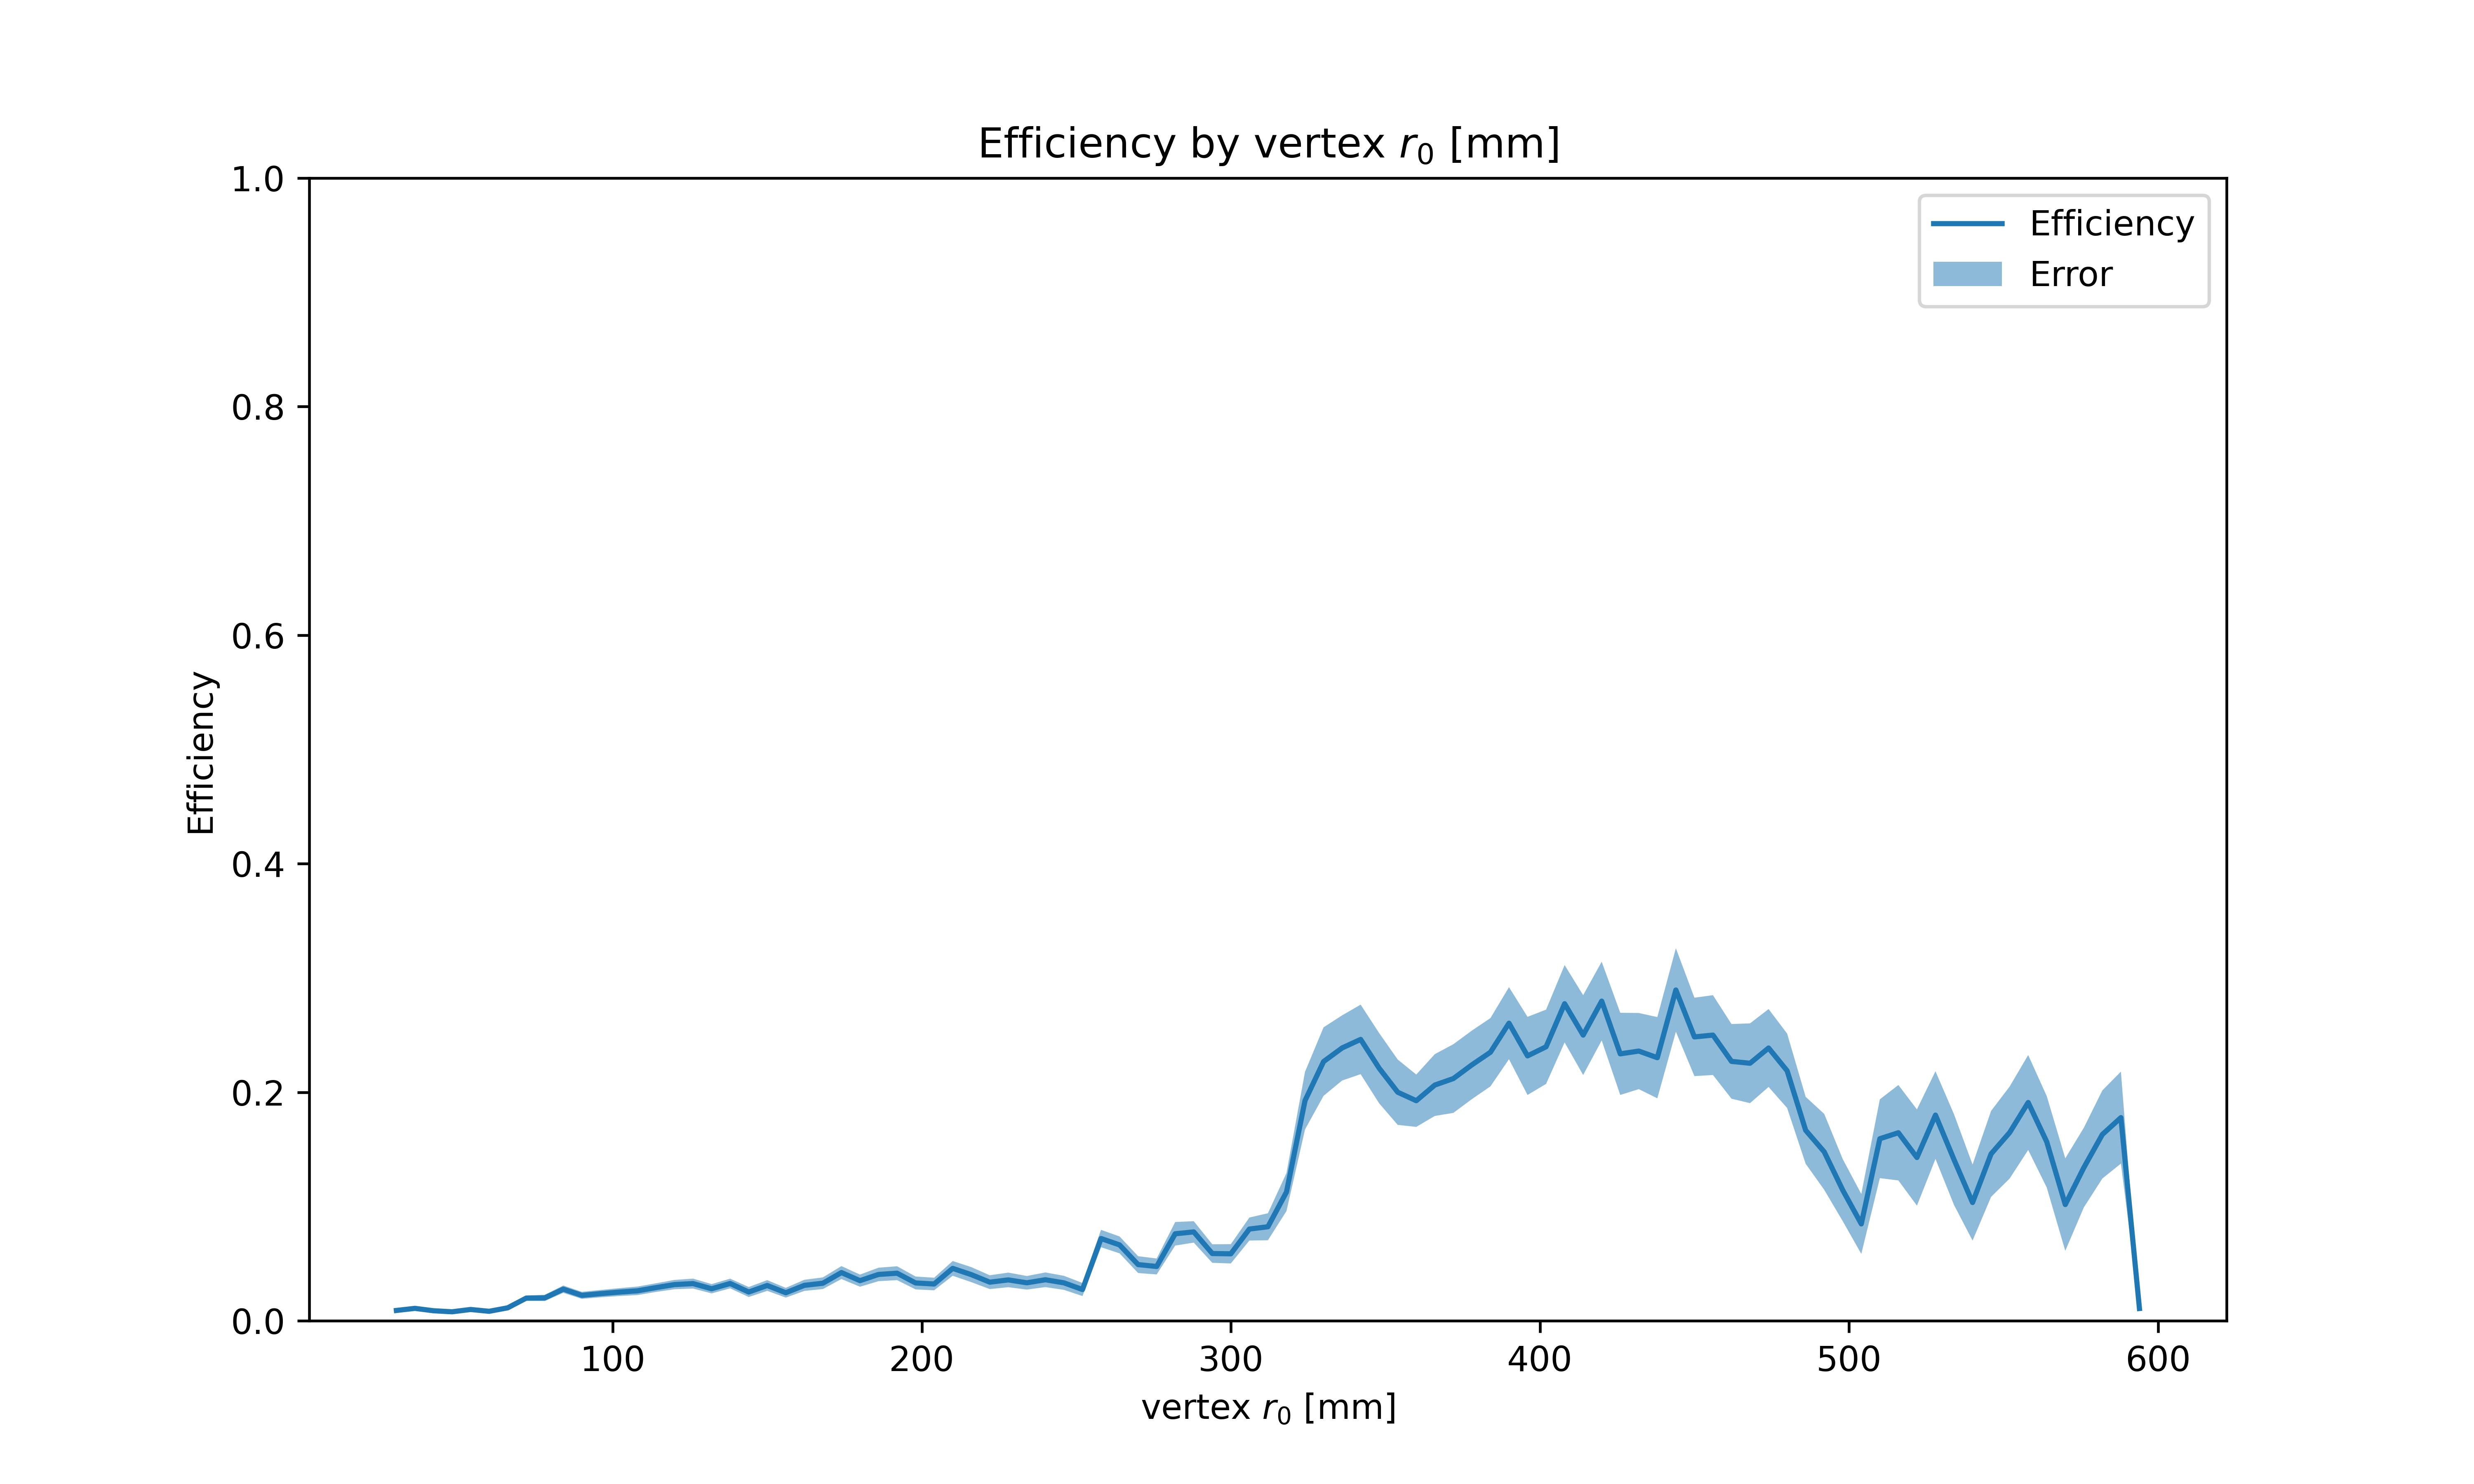 Efficiency by vertex r₀ [mm]
1.0
0.8
0.6
0.4
0.2
0.0
Efficiency
Efficiency
Error
100 200 300 400 500 600
vertex r₀ [mm]